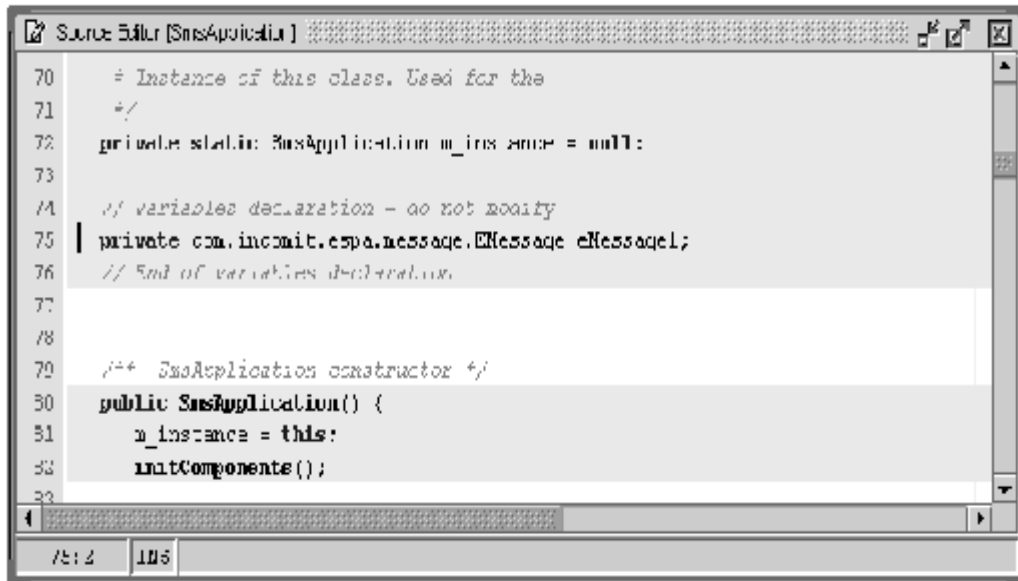 Source Editor [SmsApplication]
70 * Instance of this class. Used for the
71 */
72 private static SmsApplication m_instance = null;
73
74 // Variables declaration - do not modify
75 private com.incomit.espa.message.EMessage eMessage1;
76 // End of variables declaration
77
78
79 /** SmsApplication constructor */
80 public SmsApplication() {
81 m_instance = this;
82 initComponents();
83
75:2 INS